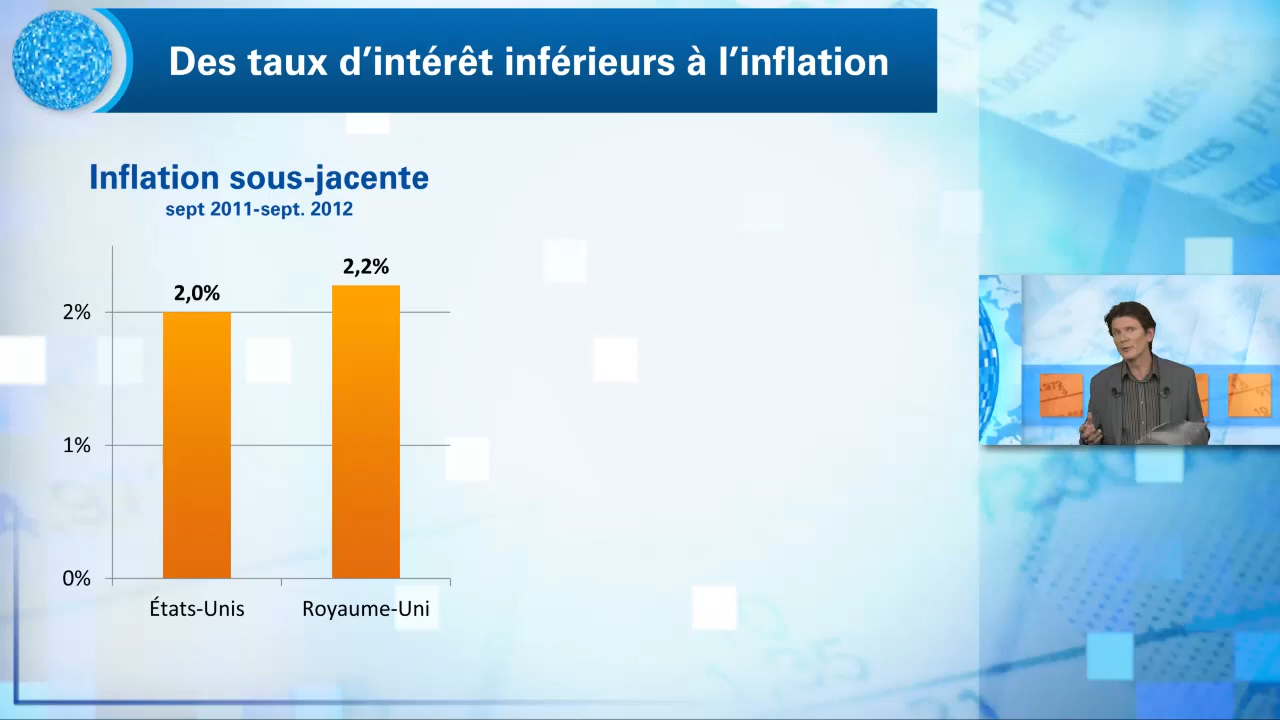 Des taux d’intérêt inférieurs à l’inflation
Inflation sous-jacente
sept 2011-sept. 2012
2,2%
2,0%
2%
1%
0%
États-Unis
Royaume-Uni